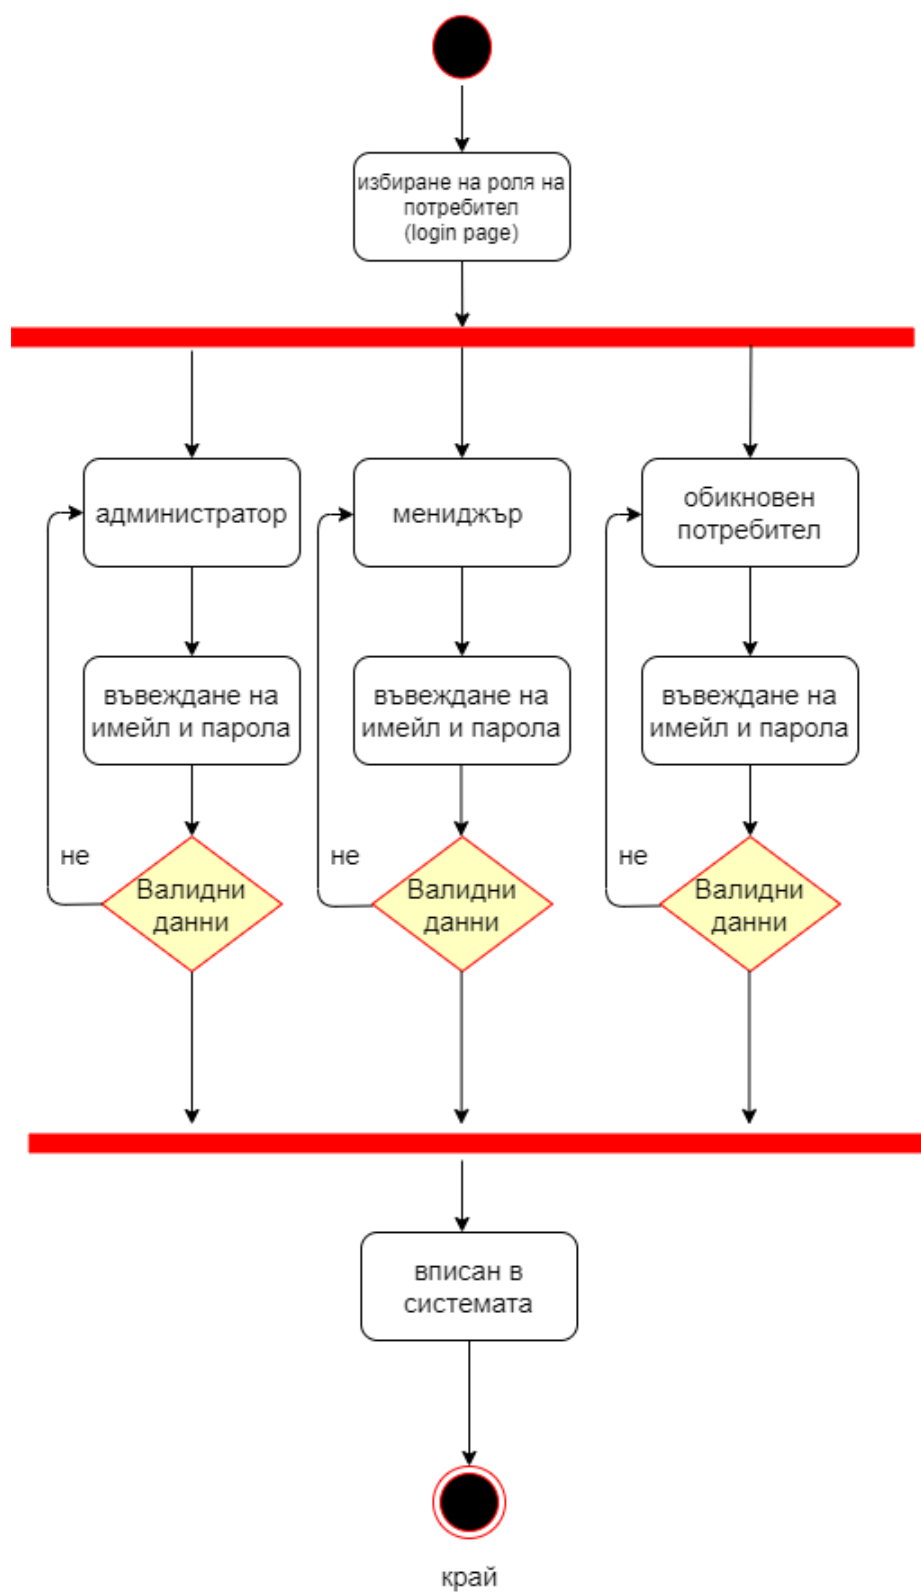 избиране на роля на
потребител
(login page)
администратор
мениджър
обикновен
потребител
въвеждане на
имейл и парола
въвеждане на
имейл и парола
въвеждане на
имейл и парола
не
Валидни
данни
не
Валидни
данни
не
Валидни
данни
вписан в
системата
край